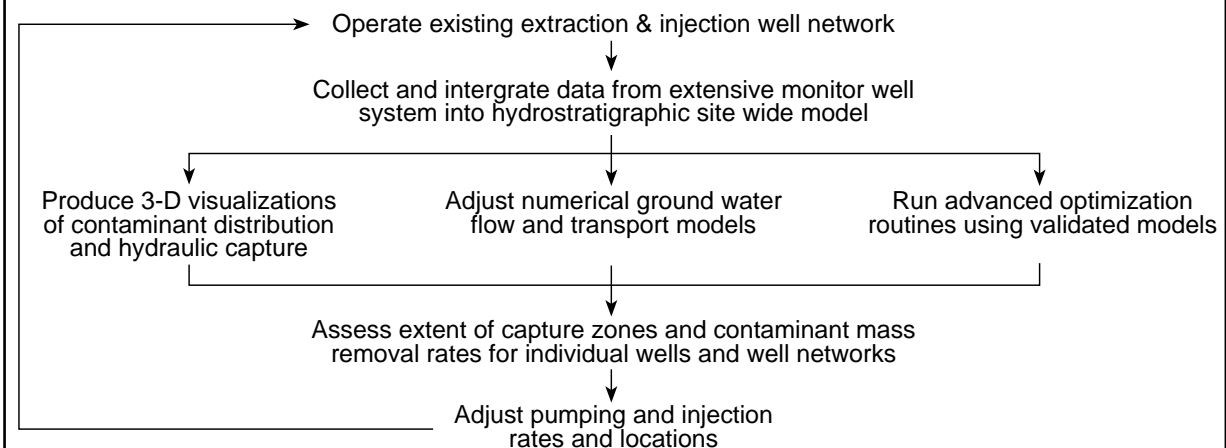 Operate existing extraction & injection well network
Collect and intergrate data from extensive monitor well
system into hydrostratigraphic site wide model
Produce 3-D visualizations
of contaminant distribution
and hydraulic capture
Adjust numerical ground water
flow and transport models
Run advanced optimization
routines using validated models
Assess extent of capture zones and contaminant mass
removal rates for individual wells and well networks
Adjust pumping and injection
rates and locations